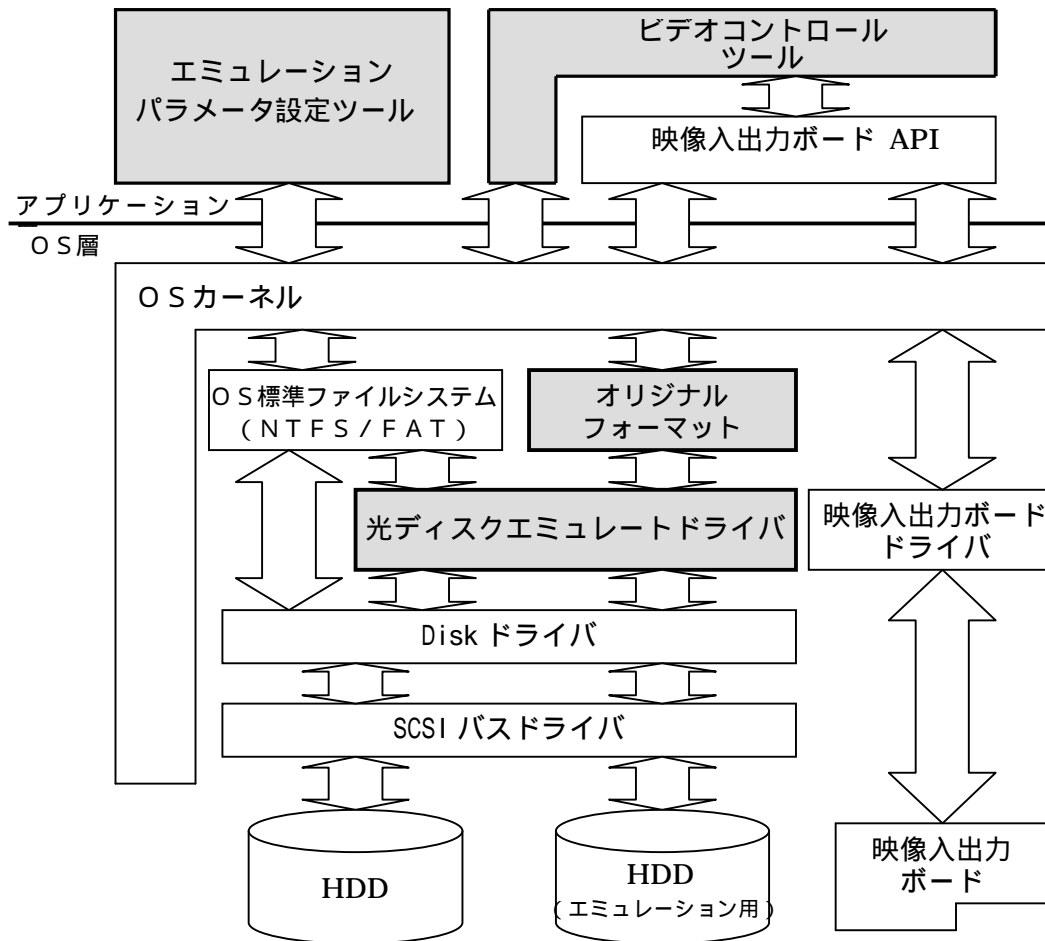 エミュレーション
パラメータ設定ツール
ビデオコントロール
ツール
映像入出力ボード API
アプリケーション
ＯＳ層
ＯＳカーネル
ＯＳ標準ファイルシステム
(ＮＴＦＳ/ＦＡＴ)
オリジナル
フォーマット
光ディスクエミュレートドライバ
映像入出力ボード
ドライバ
Disk ドライバ
SCSI バスドライバ
HDD
HDD
(エミュレーション用)
映像入出力
ボード